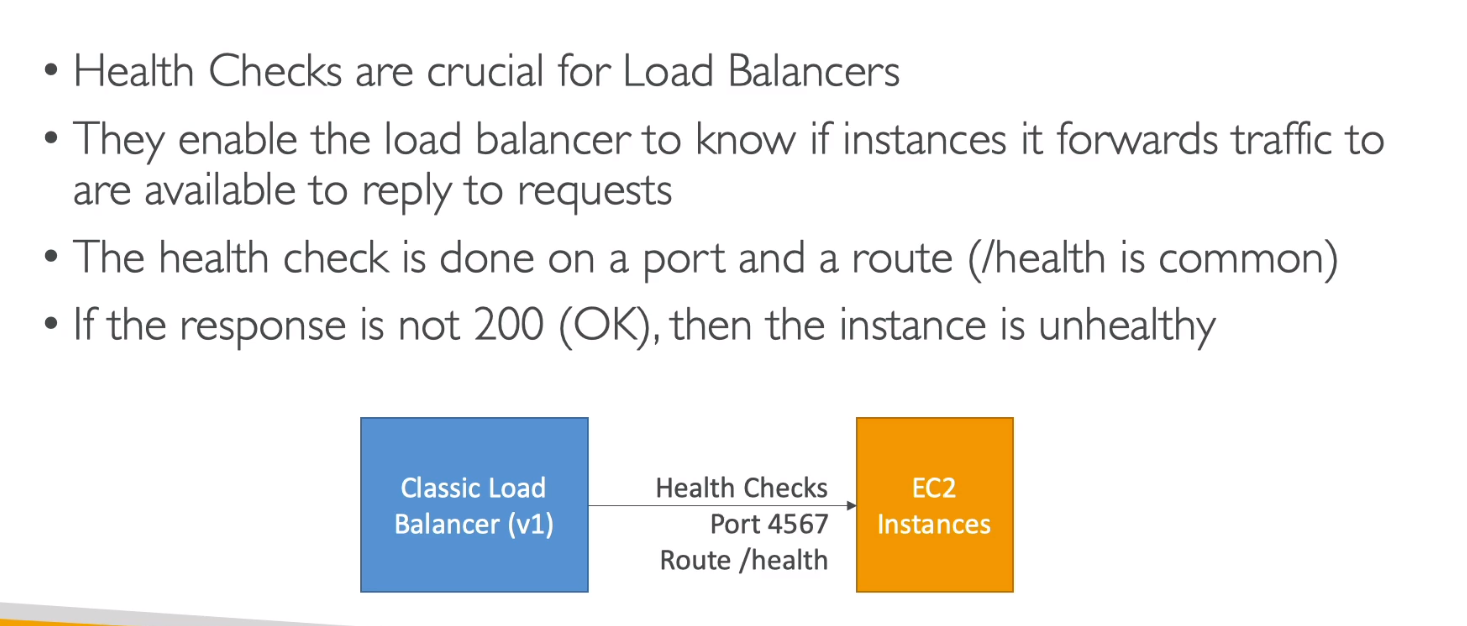 • Health Checks are crucial for Load Balancers
• They enable the load balancer to know if instances it forwards traffic to
are available to reply to requests
• The health check is done on a port and a route (/health is common)
• If the response is not 200 (OK), then the instance is unhealthy
Classic Load
Balancer (v1)
Health Checks
Port 4567
Route /health
EC2
Instances